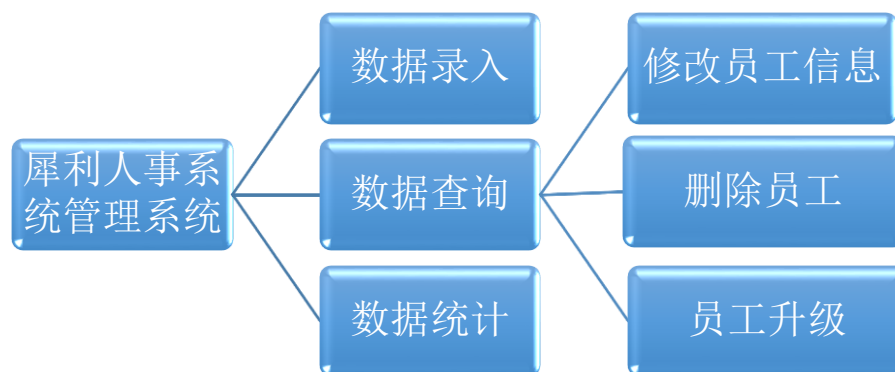 犀利人事系
统管理系统
数据录入
数据查询
数据统计
修改员工信息
删除员工
员工升级